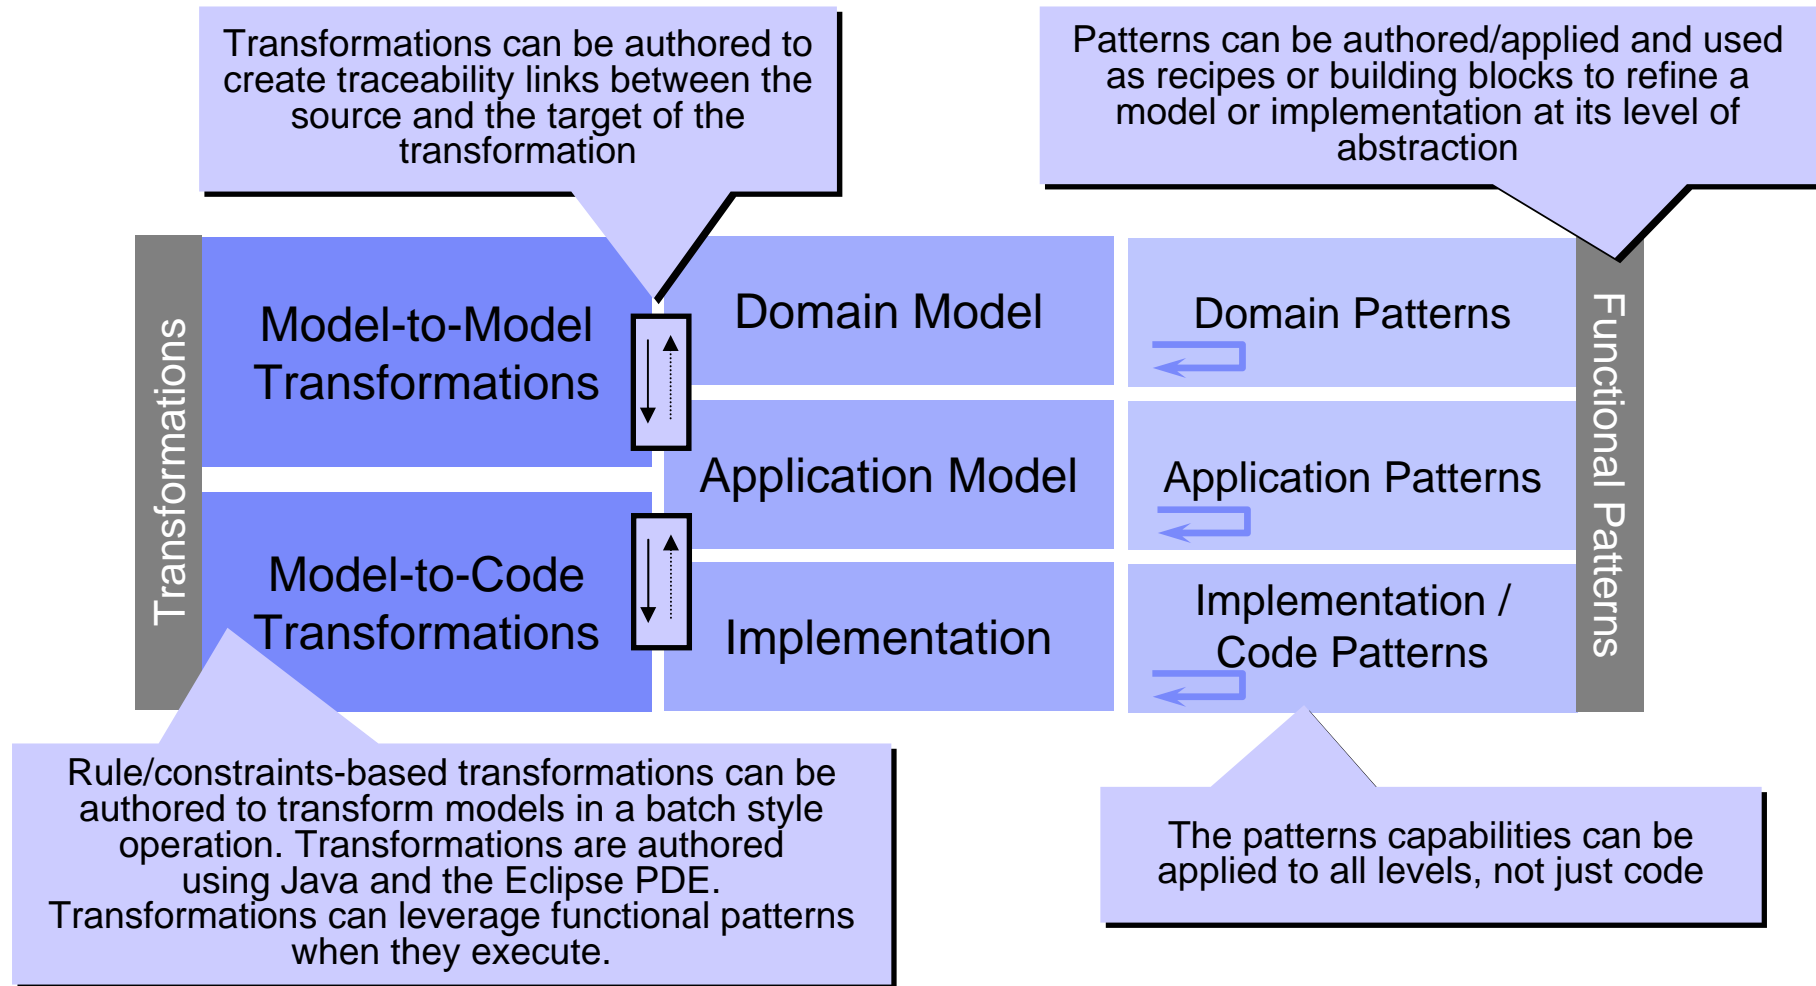 Transformations can be authored to
create traceability links between the
source and the target of the
transformation
Patterns can be authored/applied and used
as recipes or building blocks to refine a
model or implementation at its level of
abstraction
Transformations
Model-to-Model
Transformations
Model-to-Code
Transformations
Domain Model
Application Model
Implementation
Domain Patterns
Application Patterns
Implementation /
Code Patterns
Functional Patterns
Rule/constraints-based transformations can be
authored to transform models in a batch style
operation. Transformations are authored
using Java and the Eclipse PDE.
Transformations can leverage functional patterns
when they execute.
The patterns capabilities can be
applied to all levels, not just code